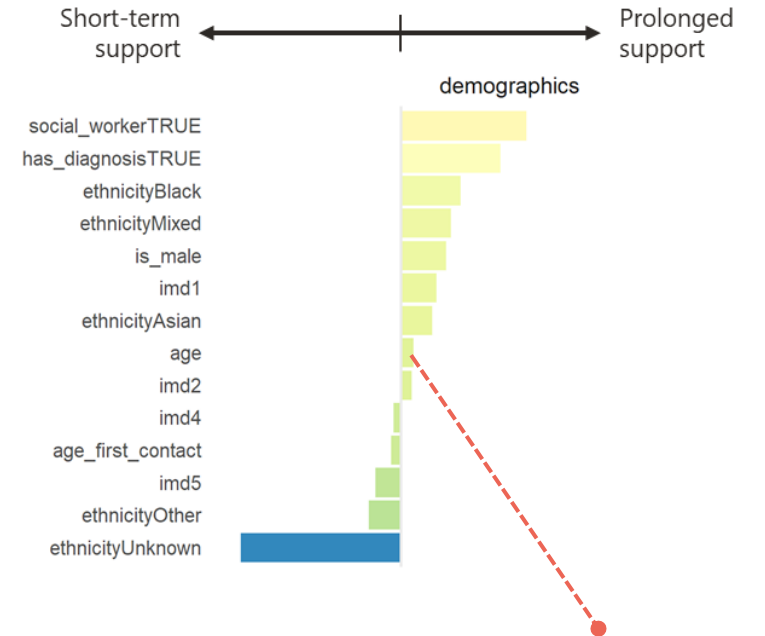 Short-term
support
Prolonged
support
demographics
social_workerTRUE
has_diagnosisTRUE
ethnicityBlack
ethnicityMixed
is_male
imd1
ethnicityAsian
age
imd2
imd4
age_first_contact
imd5
ethnicityOther
ethnicityUnknown